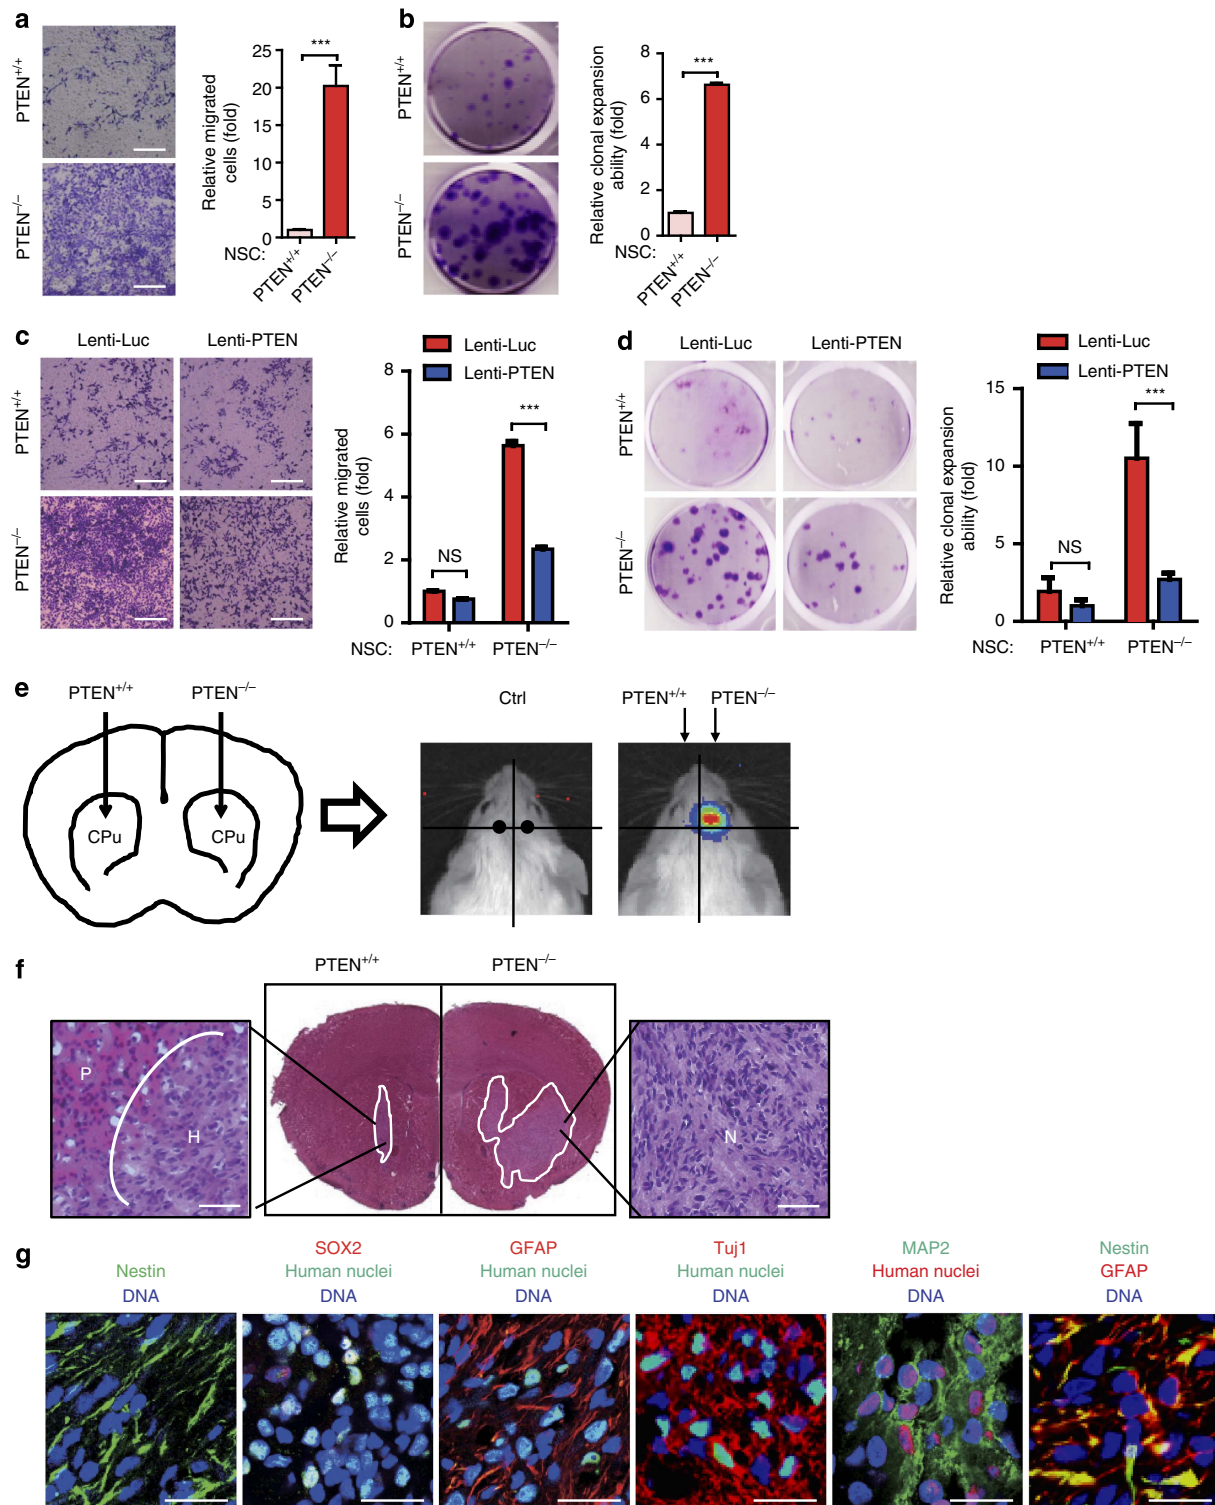 a
PTEN+/+
PTEN−/−
Relative migrated
cells (fold)
25
20
15
10
5
0
***
NSC:
PTEN+/+
PTEN−/−
b
PTEN+/+
PTEN−/−
Relative clonal expansion
ability (fold)
8
6
4
2
0
***
NSC:
PTEN+/+
PTEN−/−
c
Lenti-Luc
Lenti-PTEN
PTEN+/+
PTEN−/−
Lenti-Luc
Lenti-PTEN
Relative migrated
cells (fold)
8
6
4
2
0
NS
***
NSC:
PTEN+/+
PTEN−/−
d
Lenti-Luc
Lenti-PTEN
PTEN+/+
PTEN−/−
Lenti-Luc
Lenti-PTEN
Relative clonal expansion
ability (fold)
15
10
5
0
NS
***
NSC:
PTEN+/+
PTEN−/−
e
PTEN+/+
PTEN−/−
CPu
CPu
Ctrl
PTEN+/+
PTEN−/−
f
PTEN+/+
PTEN−/−
P
H
N
g
Nestin
DNA
SOX2
Human nuclei
DNA
GFAP
Human nuclei
DNA
Tuj1
Human nuclei
DNA
MAP2
Human nuclei
DNA
Nestin
GFAP
DNA